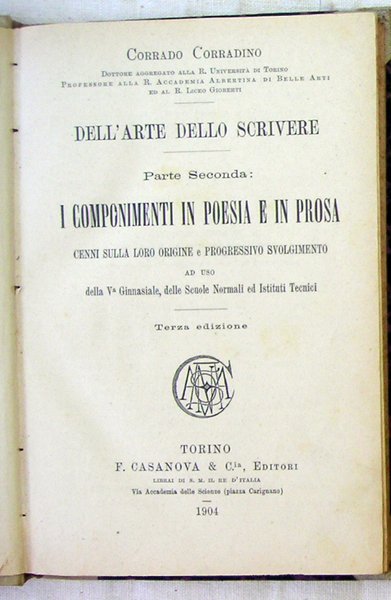 Corrado Corradino
Dottore aggregato alla R. Università di Torino
Professore alla R. Accademia Albertina di Belle Arti
ed al R. Liceo Gioberti
DELL'ARTE DELLO SCRIVERE
Parte Seconda:
I COMPONIMENTI IN POESIA E IN PROSA
CENNI SULLA LORO ORIGINE e PROGRESSIVO SVOLGIMENTO
AD USO
della Vª Ginnasiale, delle Scuole Normali ed Istituti Tecnici
Terza edizione
TORINO
F. CASANOVA & C.ia, Editori
LIBRAI DI S. M. IL RE D'ITALIA
Via Accademia delle Scienze (piazza Carignano)
1904